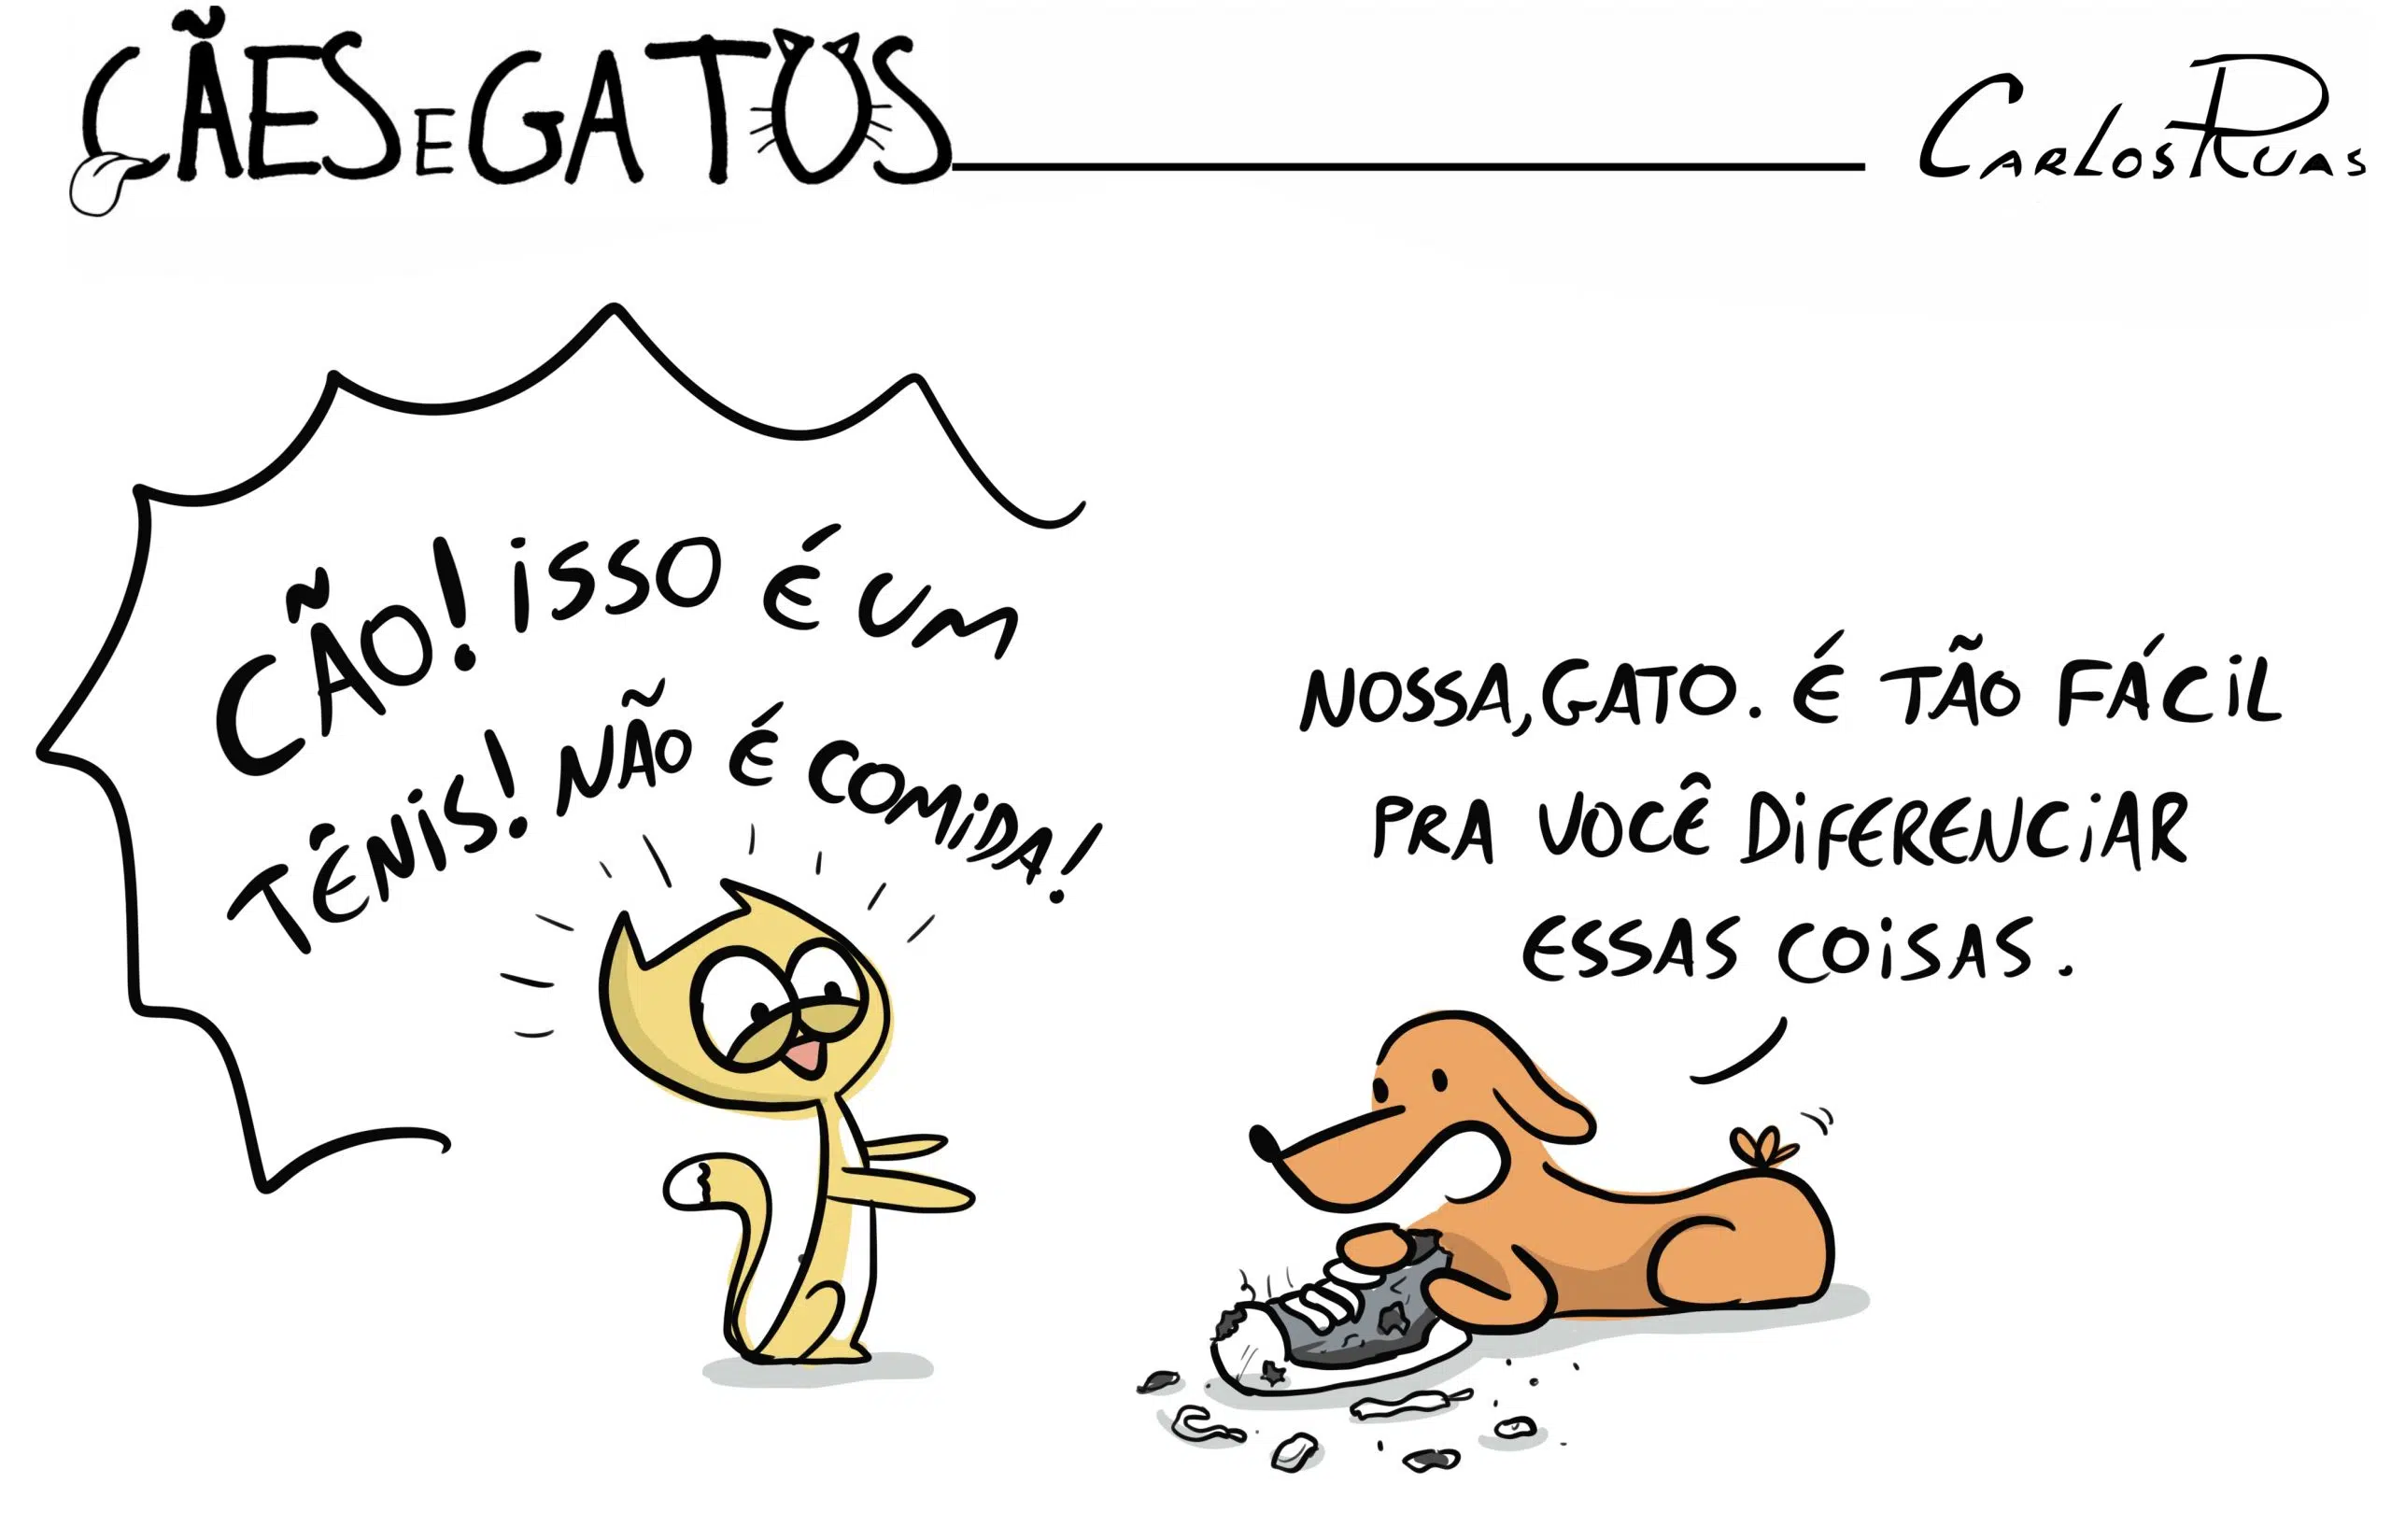 CÃES E GATOS
Carlos Ruas
CÃO! ISSO É UM
TÊNIS! NÃO É COMIDA!
NOSSA, GATO. É TÃO FÁCIL
PRA VOCÊ DIFERENCIAR
ESSAS COISAS.